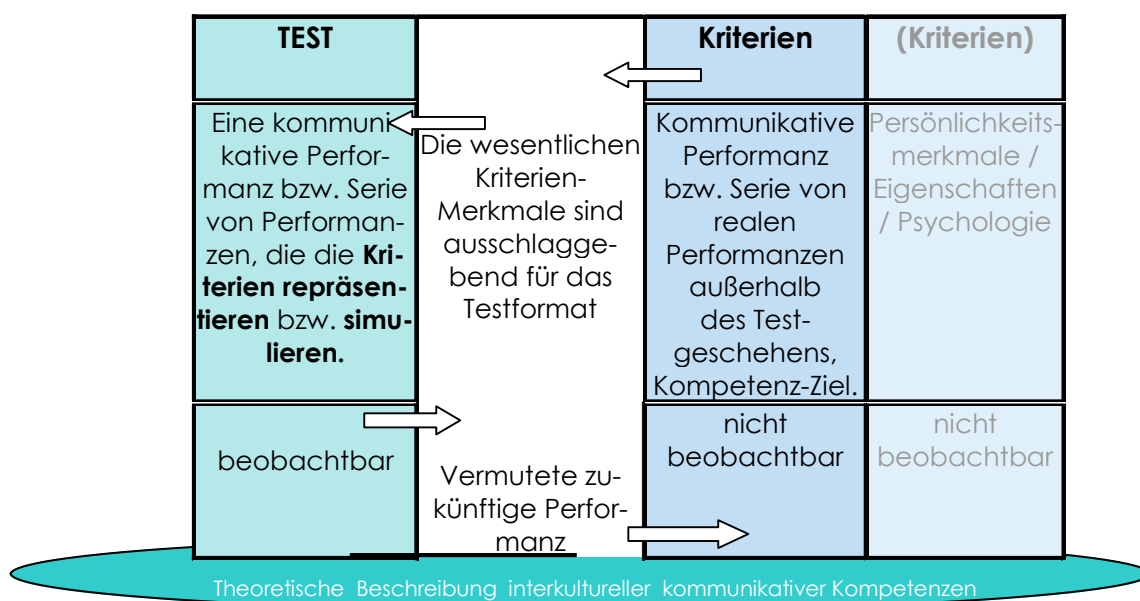 TEST
Eine kommuni-
kative Perfor-
manz bzw. Serie
von Performan-
zen, die die Kri-
terien repräsen-
tieren bzw. simu-
lieren.
beobachtbar
Die wesentlichen
Kriterien-
Merkmale sind
ausschlagge-
bend für das
Testformat
Vermutete zu-
künftige Perfor-
manz
Kriterien
Kommunikative
Performanz
bzw. Serie von
realen
Performanzen
außerhalb
des Test-
geschehens,
Kompetenz-Ziel.
nicht
beobachtbar
(Kriterien)
Persönlichkeits-
merkmale /
Eigenschaften
/ Psychologie
nicht
beobachtbar
Theoretische Beschreibung interkultureller kommunikativer Kompetenzen